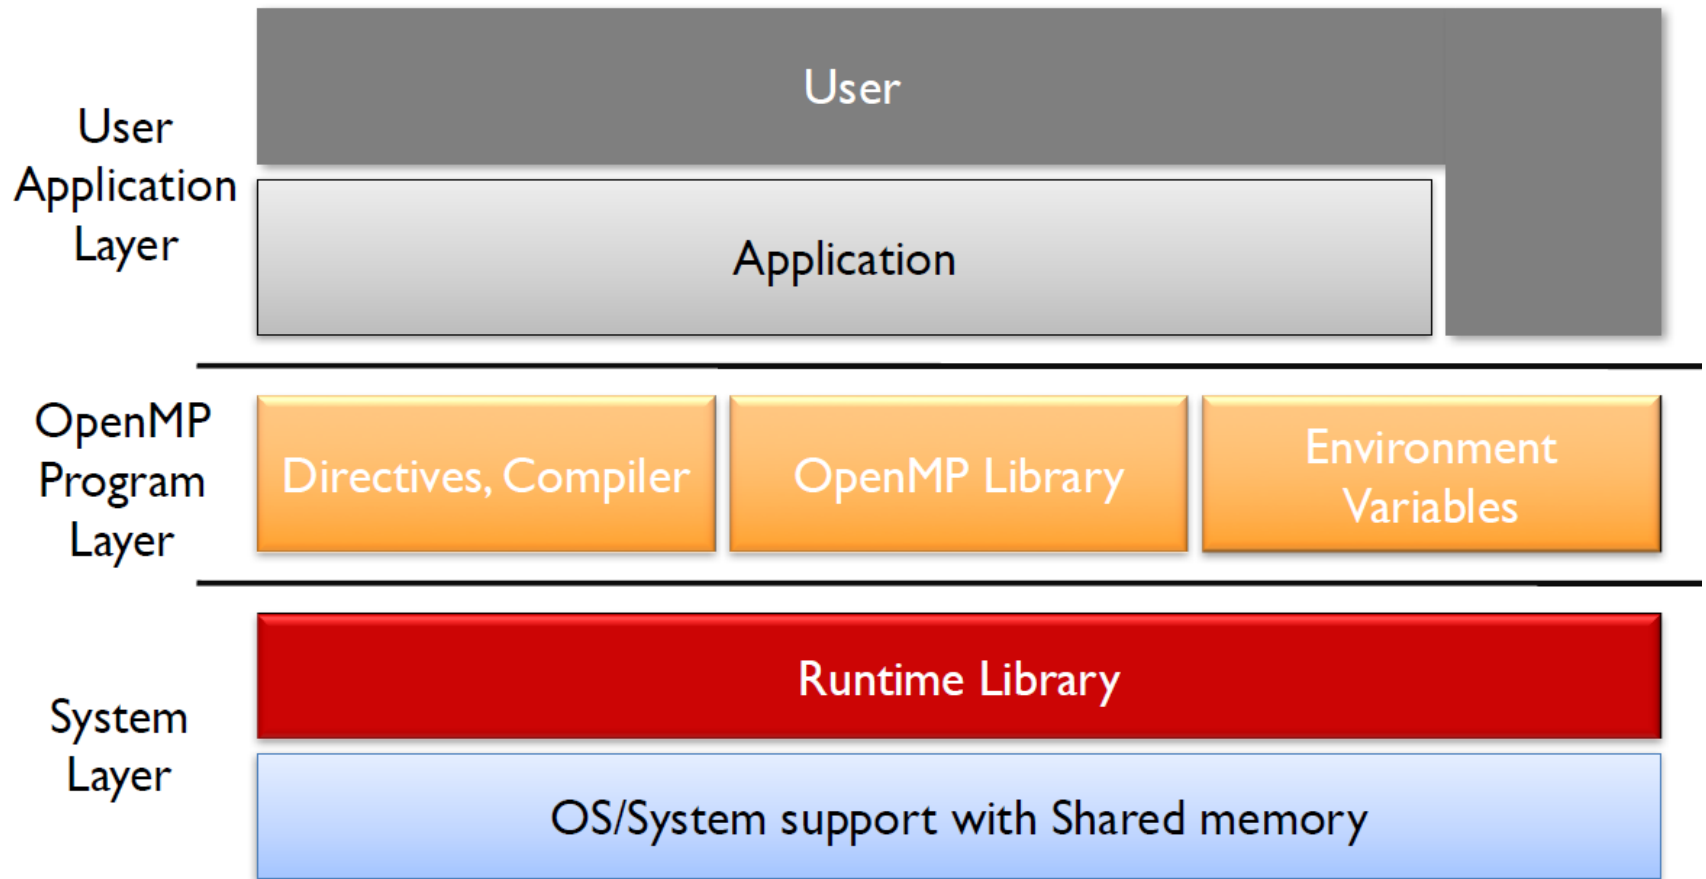 User
Application
Layer
User
Application
OpenMP
Program
Layer
Directives, Compiler
OpenMP Library
Environment
Variables
System
Layer
Runtime Library
OS/System support with Shared memory